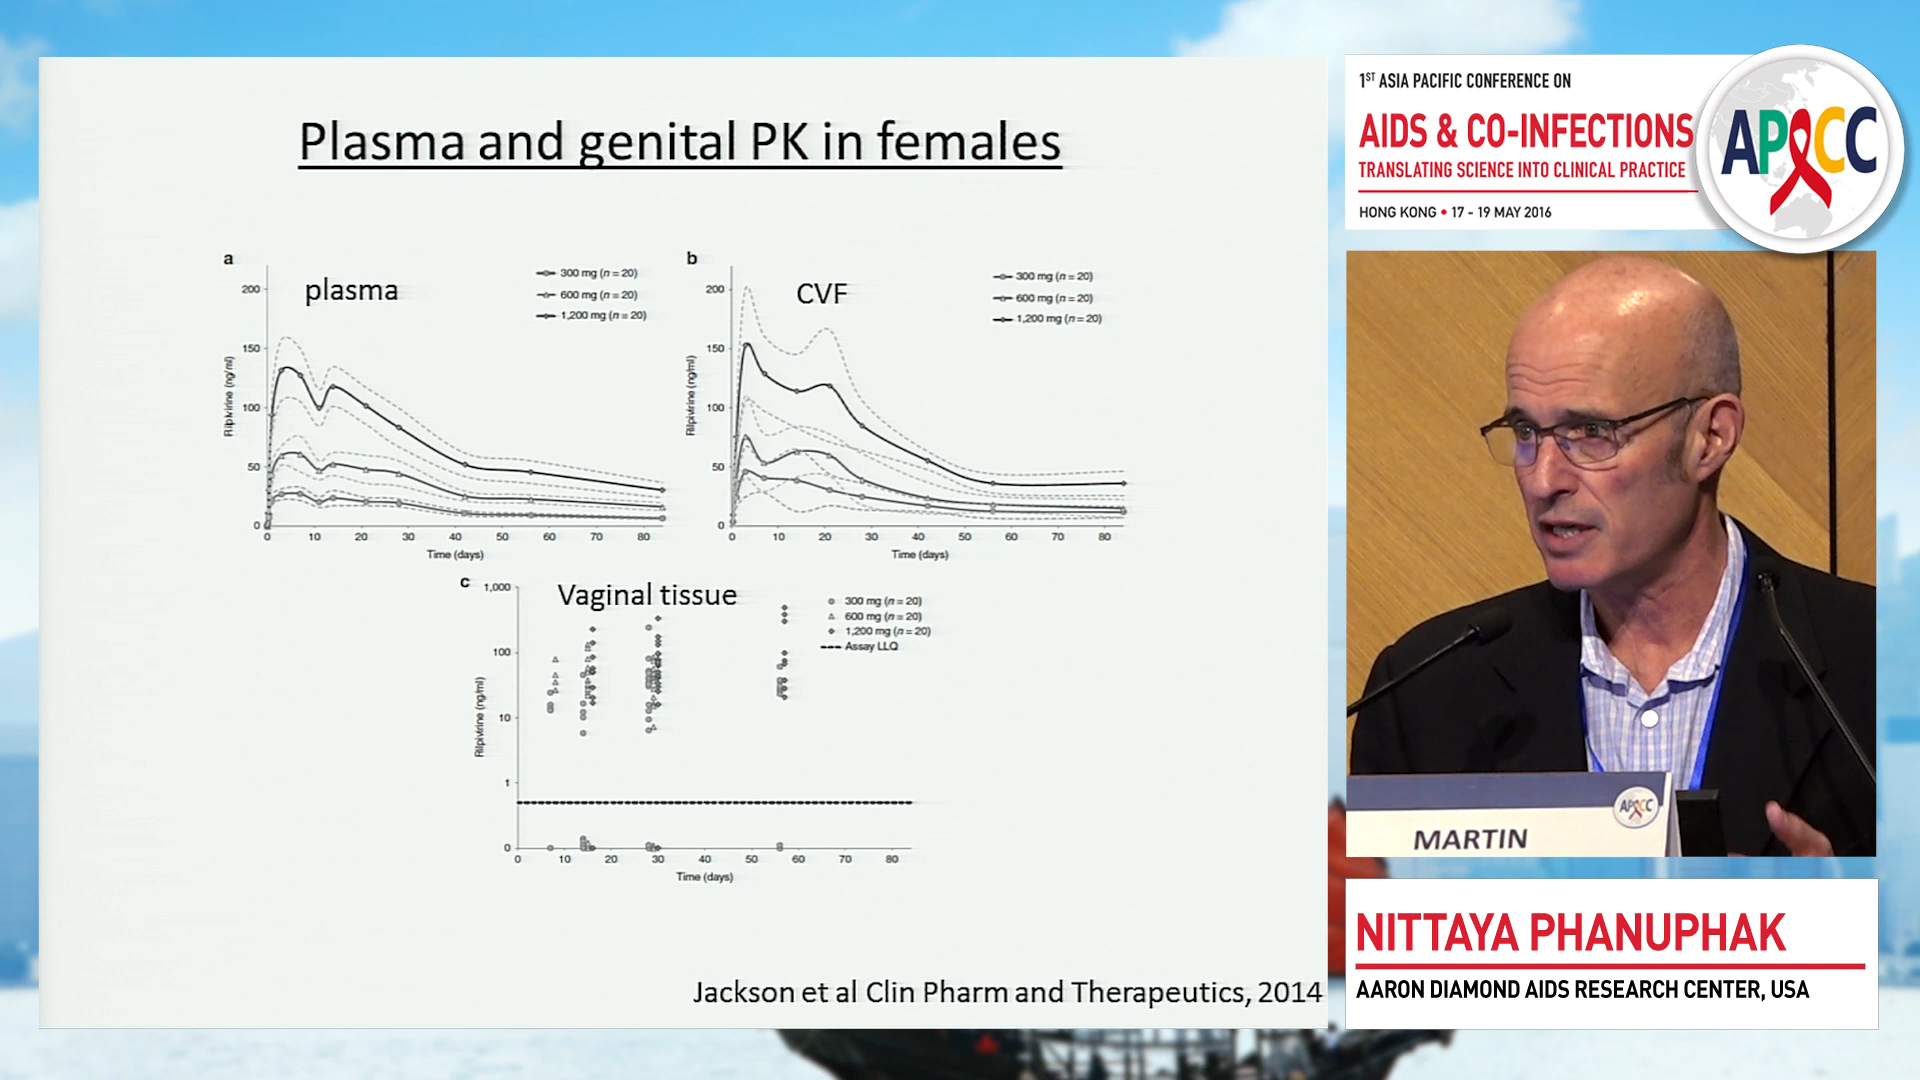 Plasma and genital PK in females
a
plasma
300 mg (n = 20)
600 mg (n = 20)
1,200 mg (n = 20)
200
150
100
50
0
Rilpivirine (ng/ml)
0 10 20 30 40 50 60 70 80
Time (days)
b
CVF
300 mg (n = 20)
600 mg (n = 20)
1,200 mg (n = 20)
200
150
100
50
0
Rilpivirine (ng/ml)
0 10 20 30 40 50 60 70 80
Time (days)
c
Vaginal tissue
300 mg (n = 20)
600 mg (n = 20)
1,200 mg (n = 20)
Assay LLQ
1,000
100
10
1
0
Rilpivirine (ng/ml)
0 10 20 30 40 50 60 70 80
Time (days)
Jackson et al Clin Pharm and Therapeutics, 2014
1ST ASIA PACIFIC CONFERENCE ON
AIDS & CO-INFECTIONS
TRANSLATING SCIENCE INTO CLINICAL PRACTICE
HONG KONG • 17 - 19 MAY 2016
APACC
APACC
MARTIN
NITTAYA PHANUPHAK
AARON DIAMOND AIDS RESEARCH CENTER, USA